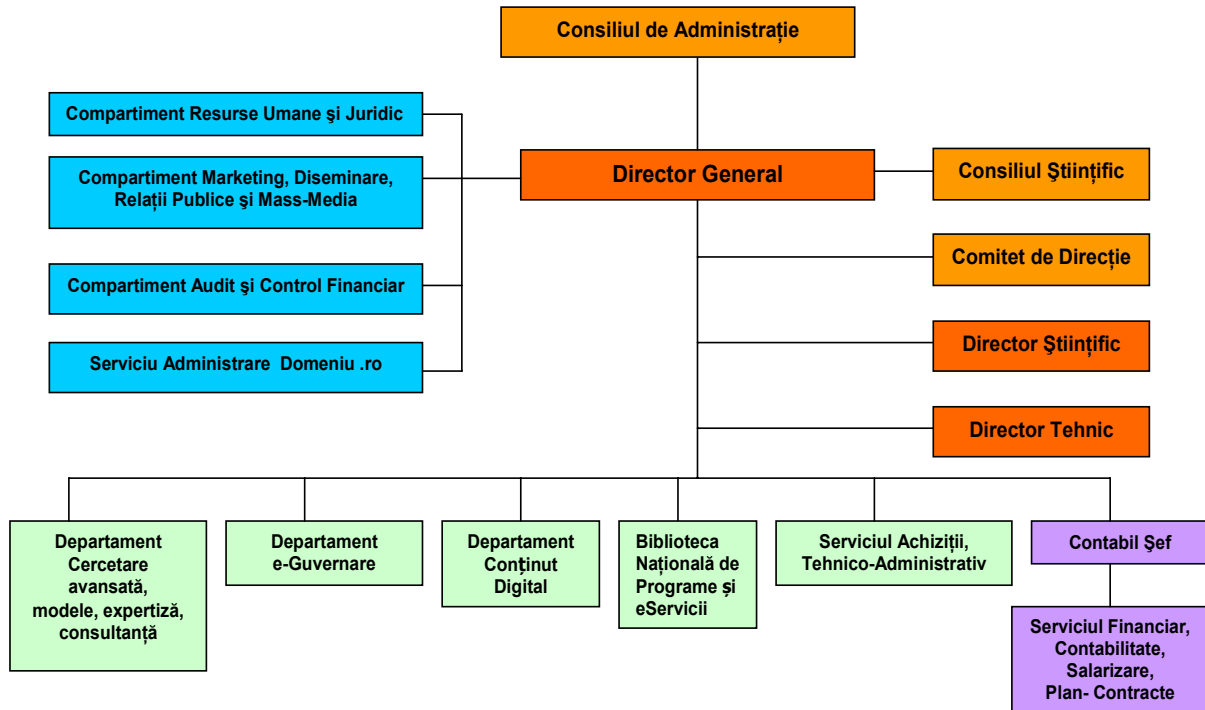 Consiliul de Administrație
Compartiment Resurse Umane şi Juridic
Compartiment Marketing, Diseminare,
Relații Publice şi Mass-Media
Compartiment Audit şi Control Financiar
Serviciu Administrare Domeniu .ro
Director General
Consiliul Ştiințific
Comitet de Direcție
Director Ştiințific
Director Tehnic
Departament
Cercetare
avansată,
modele, expertiză,
consultanță
Departament
e-Guvernare
Departament
Conținut
Digital
Biblioteca
Națională de
Programe și
eServicii
Serviciul Achiziții,
Tehnico-Administrativ
Contabil Şef
Serviciul Financiar,
Contabilitate,
Salarizare,
Plan- Contracte